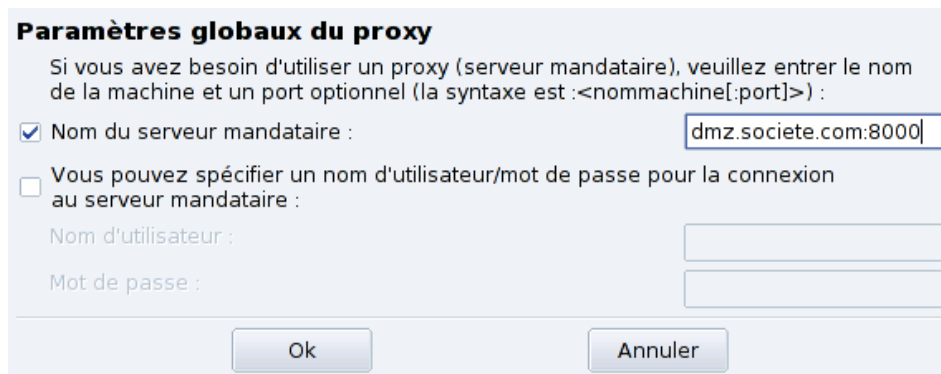 Paramètres globaux du proxy
Si vous avez besoin d'utiliser un proxy (serveur mandataire), veuillez entrer le nom
de la machine et un port optionnel (la syntaxe est :<nommachine[:port]>) :
Nom du serveur mandataire : dmz.societe.com:8000
Vous pouvez spécifier un nom d'utilisateur/mot de passe pour la connexion
au serveur mandataire :
Nom d'utilisateur :
Mot de passe :
Ok Annuler